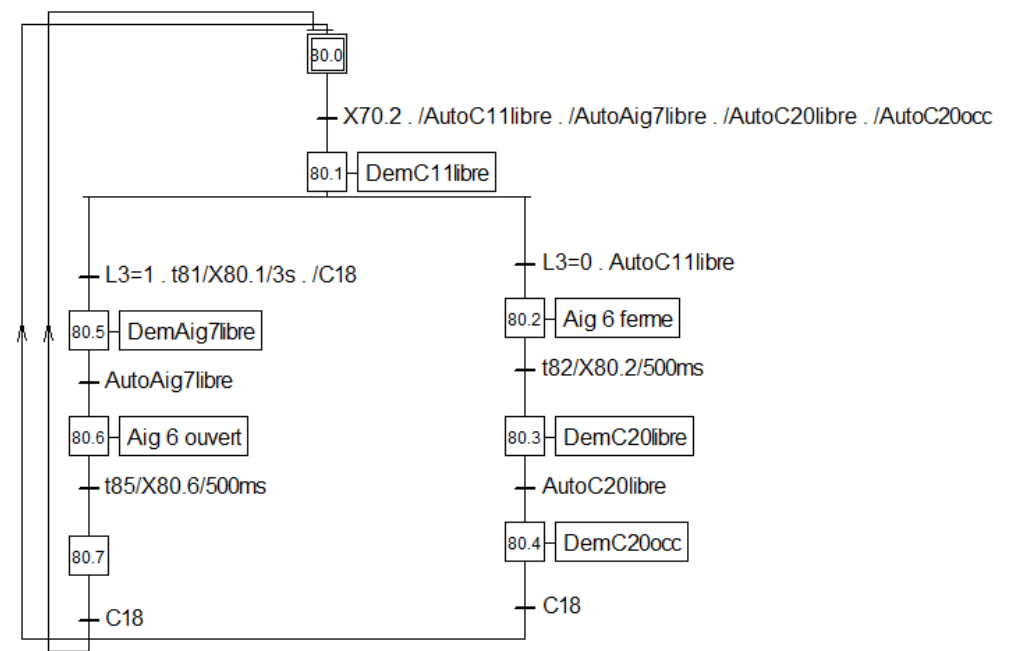 80.0
X70.2 . /AutoC11libre . /AutoAig7libre . /AutoC20libre . /AutoC20occ
80.1 DemC11libre
L3=1 . t81/X80.1/3s . /C18
80.5 DemAig7libre
AutoAig7libre
80.6 Aig 6 ouvert
t85/X80.6/500ms
80.7
C18
L3=0 . AutoC11libre
80.2 Aig 6 ferme
t82/X80.2/500ms
80.3 DemC20libre
AutoC20libre
80.4 DemC20occ
C18